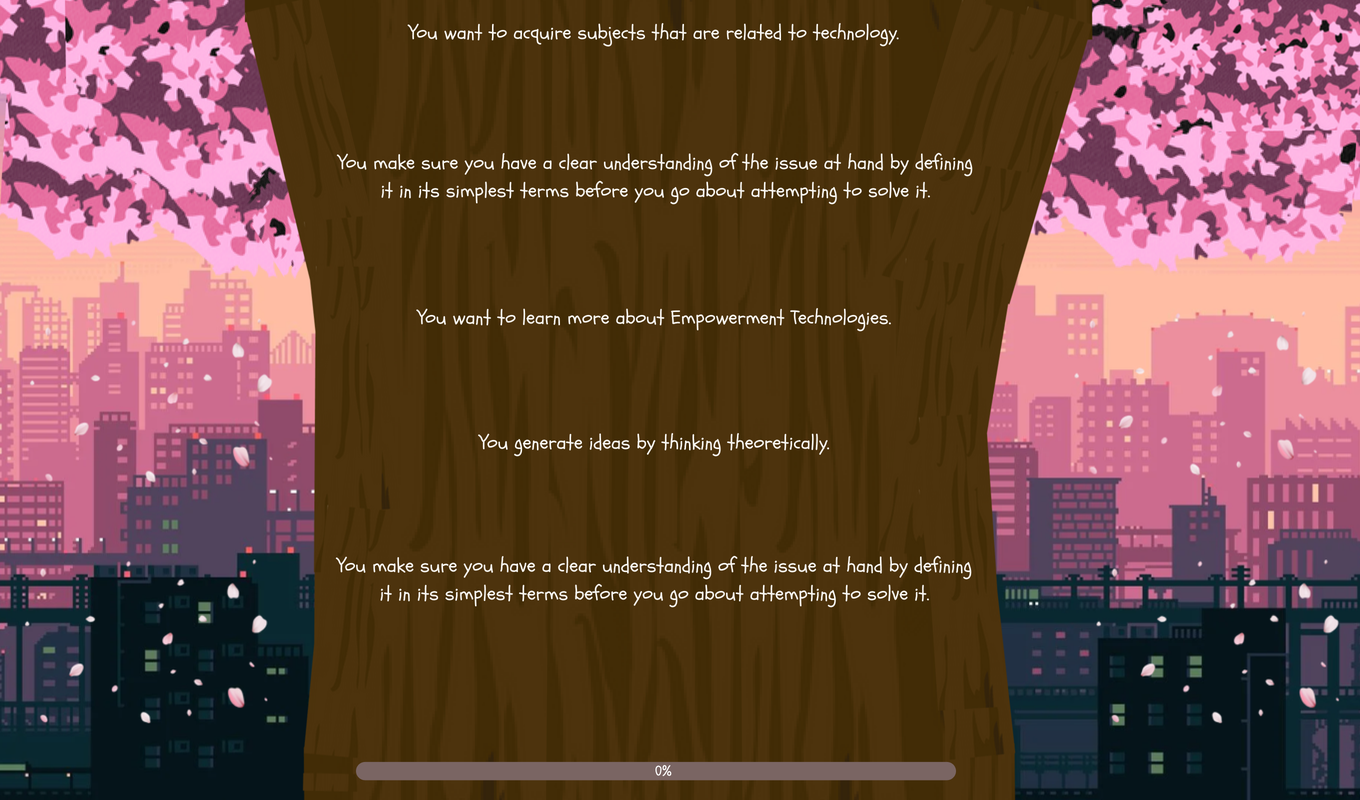 You want to acquire subjects that are related to technology.
You make sure you have a clear understanding of the issue at hand by defining
it in its simplest terms before you go about attempting to solve it.
You want to learn more about Empowerment Technologies.
You generate ideas by thinking theoretically.
You make sure you have a clear understanding of the issue at hand by defining
it in its simplest terms before you go about attempting to solve it.
0%